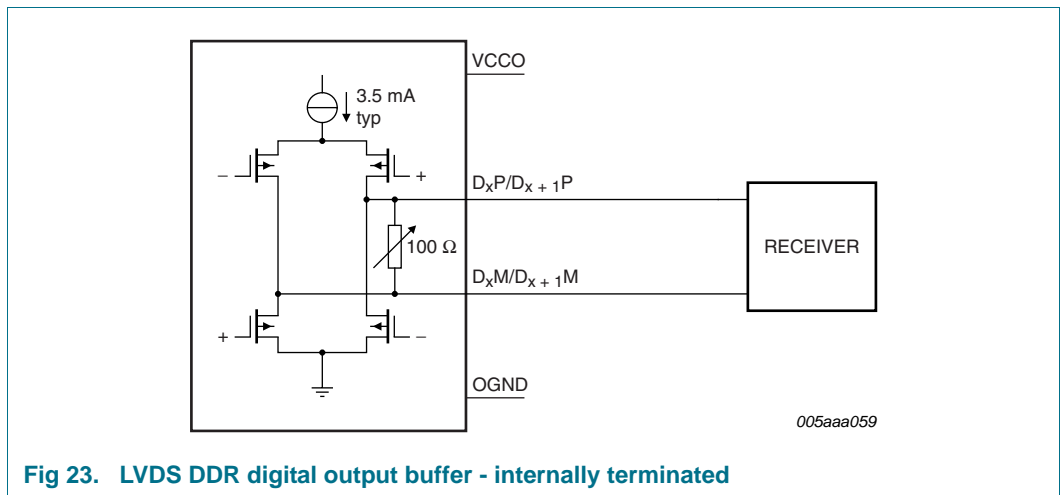 VCCO
3.5 mA
typ
− +
DxP/Dx + 1P
100 Ω
RECEIVER
DxM/Dx + 1M
+ −
OGND
005aaa059
Fig 23. LVDS DDR digital output buffer - internally terminated